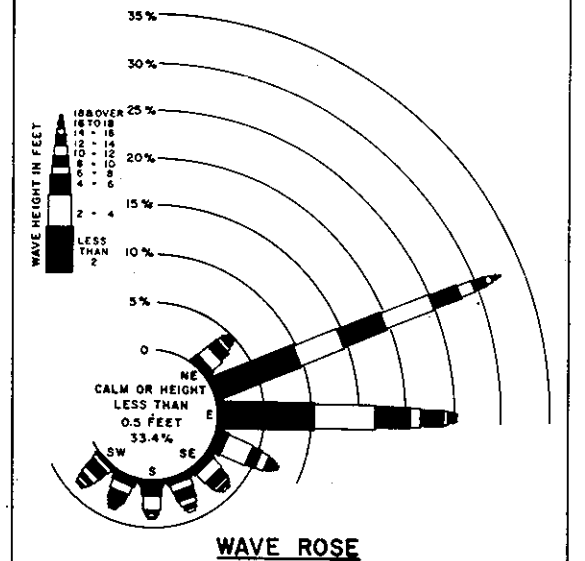 35%
30%
25%
20%
15%
10%
5%
0
WAVE HEIGHT IN FEET
18 & OVER
16 TO 18
14 - 16
12 - 14
10 - 12
8 - 10
6 - 8
4 - 6
2 - 4
LESS
THAN
2
NE
CALM OR HEIGHT
LESS THAN
0.5 FEET
33.4%
E
SE
S
SW
WAVE ROSE